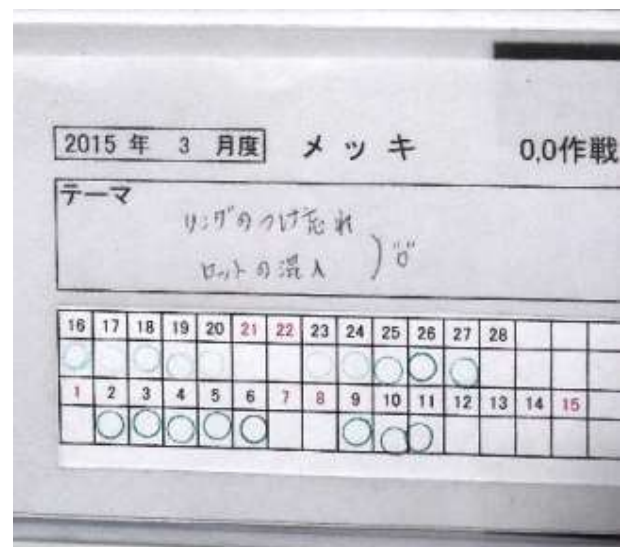 2015 年 3 月度 メッキ 0,0作戦
テーマ
リングのつけ忘れ
ロットの混入 ) "0"
16 17 18 19 20 21 22 23 24 25 26 27 28
1 2 3 4 5 6 7 8 9 10 11 12 13 14 15